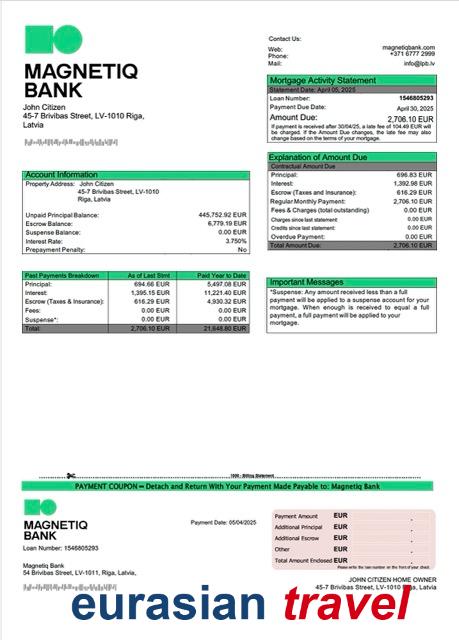 MAGNETIQ
BANK
John Citizen
45-7 Brivibas Street, LV-1010 Riga,
Latvia
Contact Us:
Web: magnetiqbank.com
Phone: +371 6777 2999
Mail: info@lpb.lv
Mortgage Activity Statement
Statement Date: April 05, 2025
Loan Number: 1546805293
Payment Due Date: April 30, 2025
Amount Due: 2,706.10 EUR
If payment is received after 30/04/25, a late fee of 104.49 EUR will
be charged. If the Amount Due changes, the late fee may also
change based on the terms of your mortgage.
Account Information
Property Address: John Citizen
45-7 Brivibas Street, LV-1010
Riga, Latvia
Unpaid Principal Balance: 445,752.92 EUR
Escrow Balance: 6,779.19 EUR
Suspense Balance: 0.00 EUR
Interest Rate: 3.750%
Prepayment Penalty: No
Explanation of Amount Due
Contractual Amount Due
Principal: 696.83 EUR
Interest: 1,392.98 EUR
Escrow (Taxes and Insurance): 616.29 EUR
Regular Monthly Payment: 2,706.10 EUR
Fees & Charges (total outstanding) 0.00 EUR
Charges since last statement: 0.00 EUR
Credits since last statement: 0.00 EUR
Overdue Payment: 0.00 EUR
Total Amount Due: 2,706.10 EUR
Past Payments Breakdown As of Last Stmt Paid Year to Date
Principal: 694.66 EUR 5,497.08 EUR
Interest: 1,395.15 EUR 11,221.40 EUR
Escrow (Taxes & Insurance): 616.29 EUR 4,930.32 EUR
Fees: 0.00 EUR 0.00 EUR
Suspense*: 0.00 EUR 0.00 EUR
Total: 2,706.10 EUR 21,648.80 EUR
Important Messages
*Suspense: Any amount received less than a full
payment will be applied to a suspense account for your
mortgage. When enough is received to equal a full
payment, a full payment will be applied to your
mortgage.
1000 - Billing Statement
PAYMENT COUPON – Detach and Return With Your Payment Made Payable to: Magnetiq Bank
MAGNETIQ
BANK
Loan Number: 1546805293
Magnetiq Bank
54 Brivibas Street, LV-1011, Riga,
Latvia
Payment Date: 05/04/2025
Payment Amount EUR .
Additional Principal EUR .
Additional Escrow EUR .
Other EUR .
Total Amount Enclosed EUR .
Please write the loan number on the front of your check.
JOHN CITIZEN HOME OWNER
45-7 Brivibas Street, LV-1010 Riga, Latvia
eurasian travel